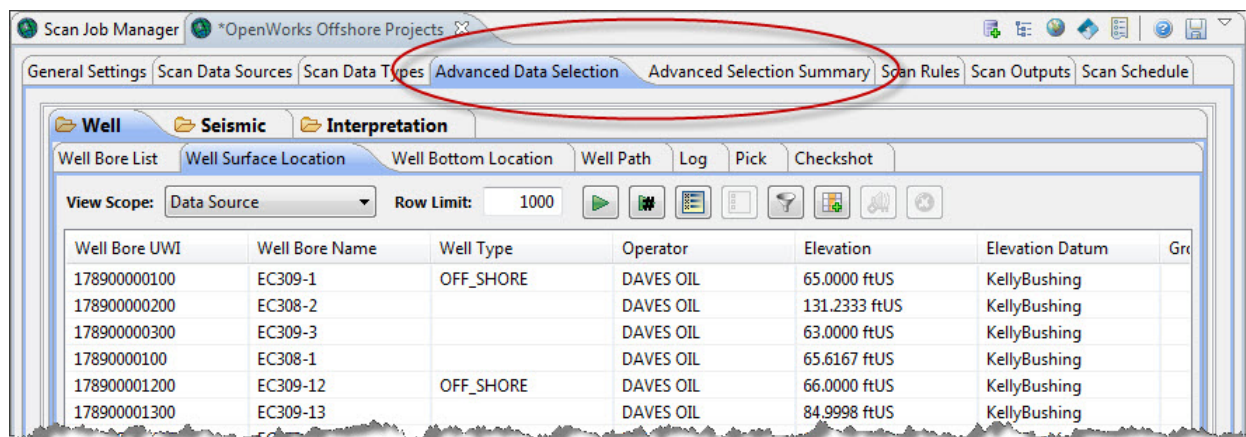 Scan Job Manager *OpenWorks Offshore Projects
General Settings Scan Data Sources Scan Data Types Advanced Data Selection Advanced Selection Summary Scan Rules Scan Outputs Scan Schedule
Well Seismic Interpretation
Well Bore List Well Surface Location Well Bottom Location Well Path Log Pick Checkshot
View Scope: Data Source Row Limit: 1000
Well Bore UWI Well Bore Name Well Type Operator Elevation Elevation Datum Gro
178900000100 EC309-1 OFF_SHORE DAVES OIL 65.0000 ftUS KellyBushing
178900000200 EC308-2 DAVES OIL 131.2333 ftUS KellyBushing
178900000300 EC309-3 DAVES OIL 63.0000 ftUS KellyBushing
17890000100 EC308-1 DAVES OIL 65.6167 ftUS KellyBushing
178900001200 EC309-12 OFF_SHORE DAVES OIL 66.0000 ftUS KellyBushing
178900001300 EC309-13 DAVES OIL 84.9998 ftUS KellyBushing